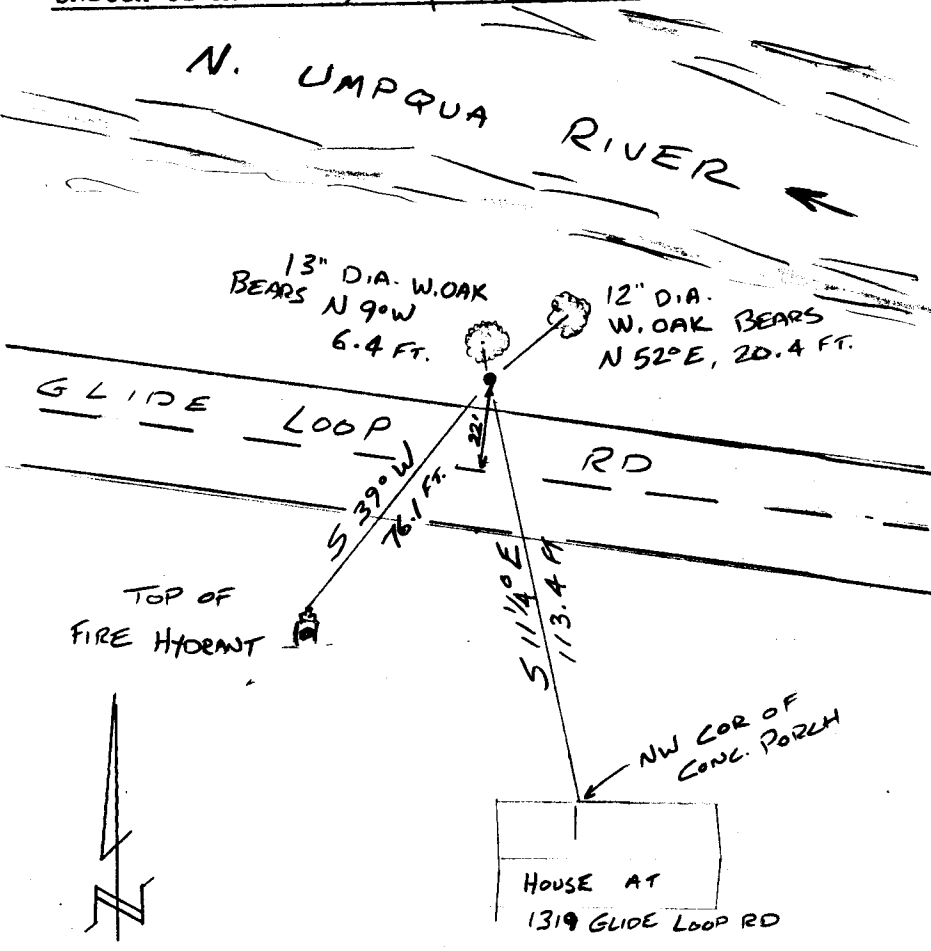 N. UMPQUA RIVER
13" DIA. W.OAK
BEARS N 9°W
6.4 FT.
12" DIA.
W. OAK BEARS
N 52°E, 20.4 FT.
GLIDE LOOP RD
22'
S 39° W
76.1 FT.
S 11 1/4° E
113.4 FT
TOP OF
FIRE HYDRANT
NW COR OF
CONC. PORCH
N
HOUSE AT
1319 GLIDE LOOP RD